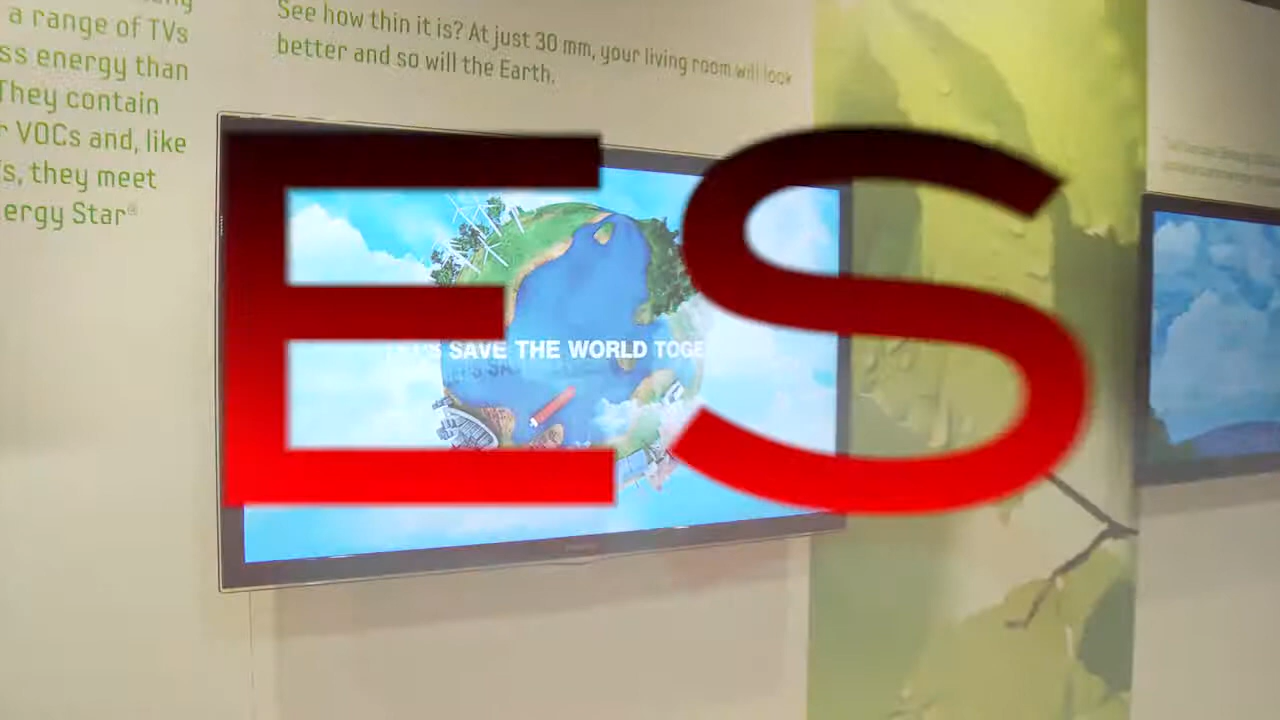 a range of TVs
ss energy than
They contain
r VOCs and, like
s, they meet
ergy Star®
See how thin it is? At just 30 mm, your living room will look
better and so will the Earth.
ES
SAVE THE WORLD TOGE